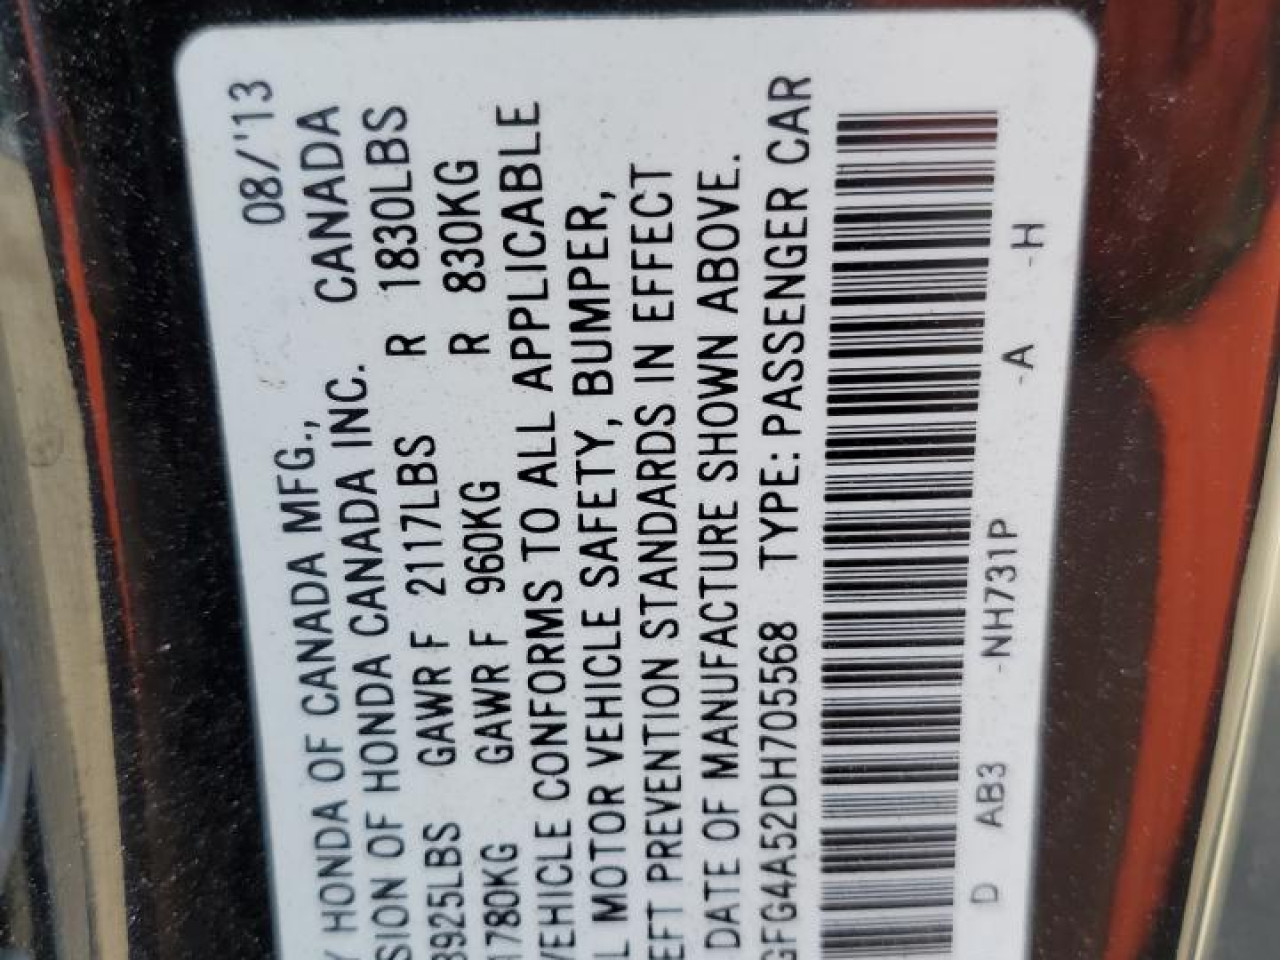 08/'13
Y HONDA OF CANADA MFG.,
SION OF HONDA CANADA INC. CANADA
3925LBS GAWR F 2117LBS R 1830LBS
1780KG GAWR F 960KG R 830KG
VEHICLE CONFORMS TO ALL APPLICABLE
L MOTOR VEHICLE SAFETY, BUMPER,
EFT PREVENTION STANDARDS IN EFFECT
DATE OF MANUFACTURE SHOWN ABOVE.
GFG4A52DH705568 TYPE: PASSENGER CAR
D AB3 -NH731P -A -H